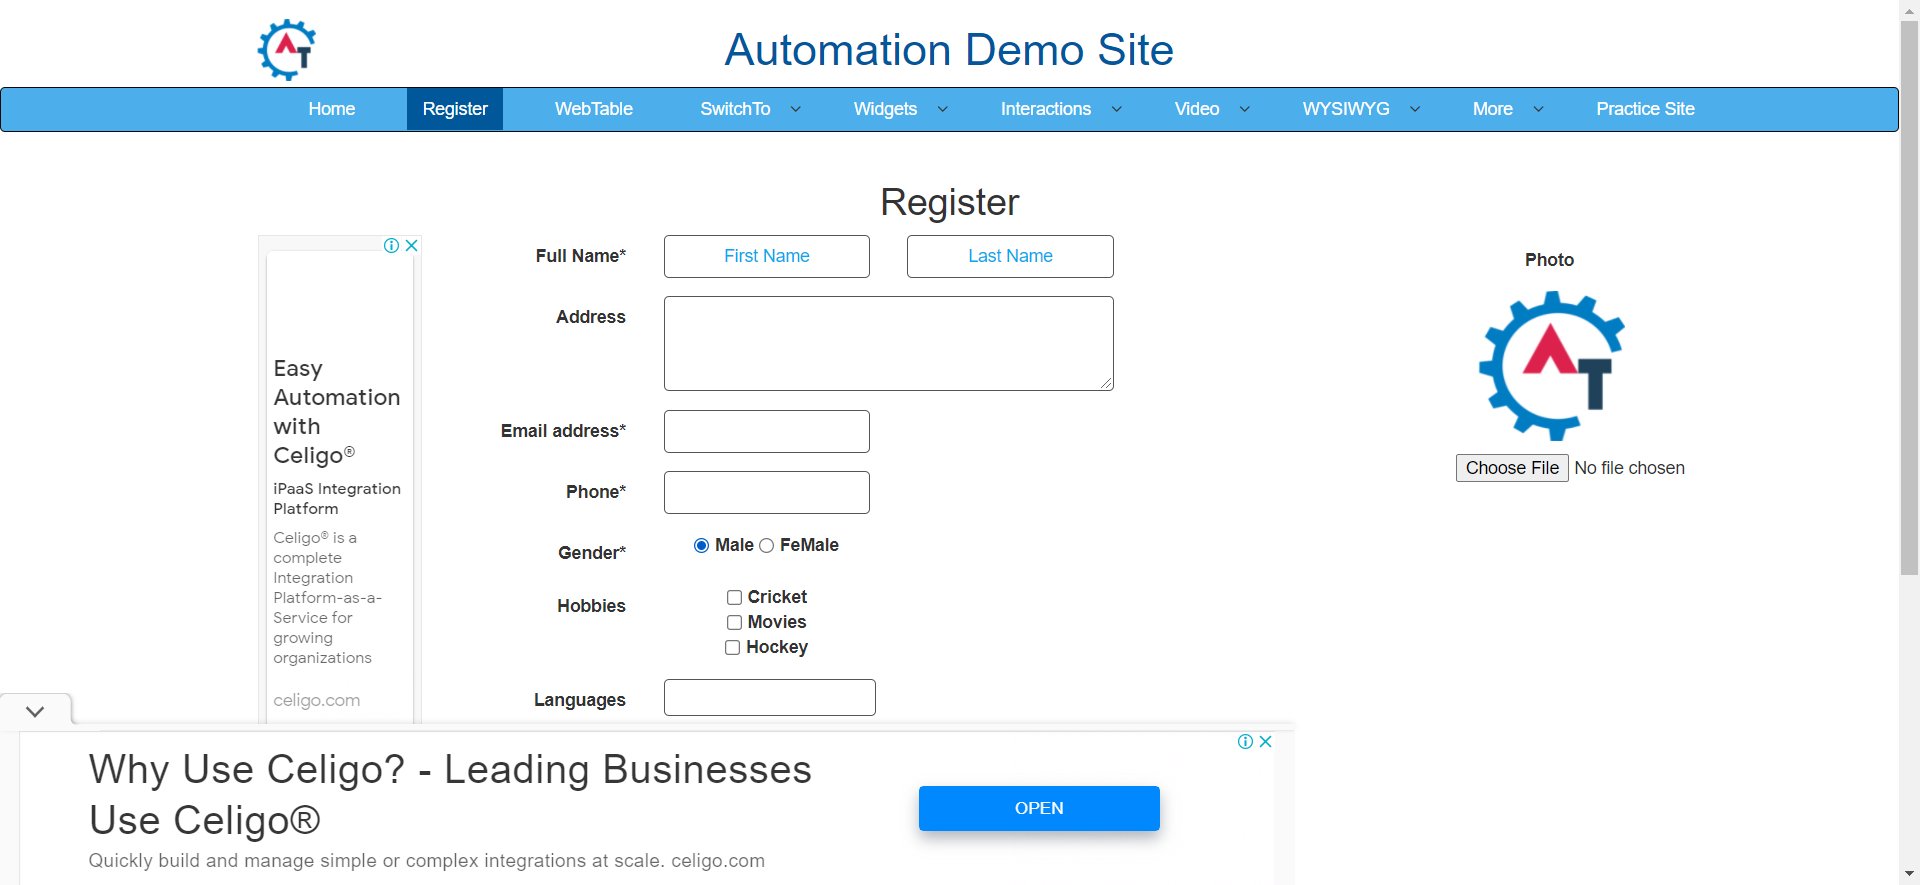 AT
Automation Demo Site
Home Register WebTable SwitchTo Widgets Interactions Video WYSIWYG More Practice Site
Register
Full Name* First Name Last Name
Address
Email address*
Phone*
Gender* Male FeMale
Hobbies Cricket
Movies
Hockey
Languages
Photo
AT
Choose File No file chosen
Easy
Automation
with
Celigo®
iPaaS Integration
Platform
Celigo® is a
complete
Integration
Platform-as-a-
Service for
growing
organizations
celigo.com
Why Use Celigo? - Leading Businesses
Use Celigo®
Quickly build and manage simple or complex integrations at scale. celigo.com
OPEN